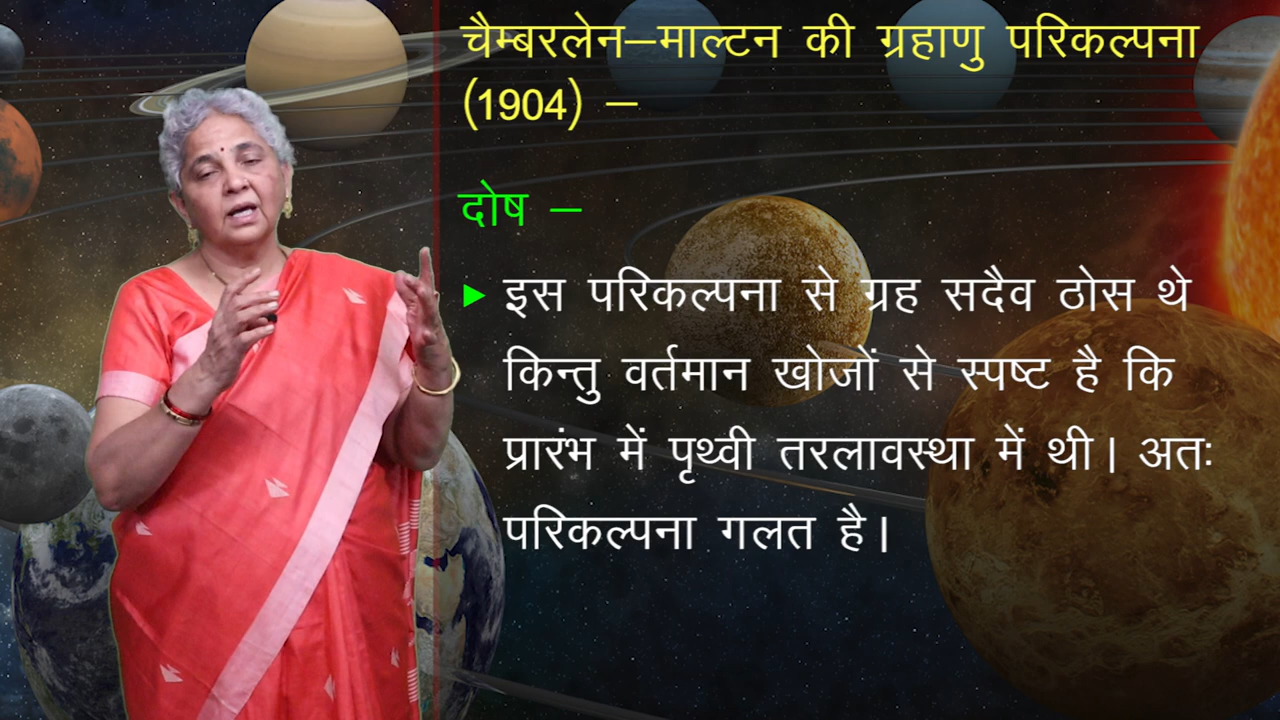 चैम्बरलेन–माल्टन की ग्रहाणु परिकल्पना
(1904) –
दोष –
▶ इस परिकल्पना से ग्रह सदैव ठोस थे
किन्तु वर्तमान खोजों से स्पष्ट है कि
प्रारंभ में पृथ्वी तरलावस्था में थी। अतः
परिकल्पना गलत है।